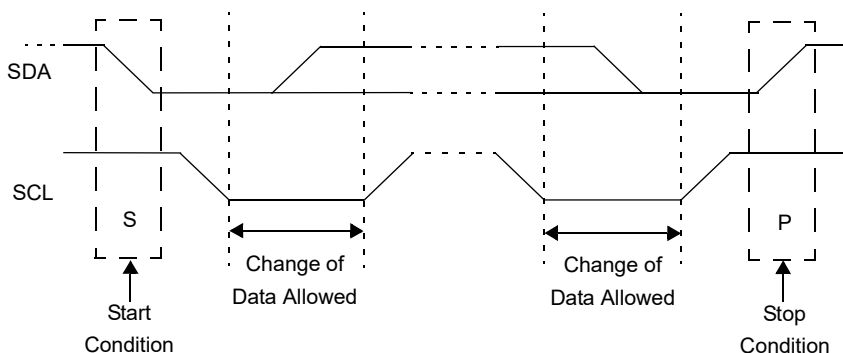 SDA
SCL
S
P
Change of
Data Allowed
Change of
Data Allowed
Start
Condition
Stop
Condition